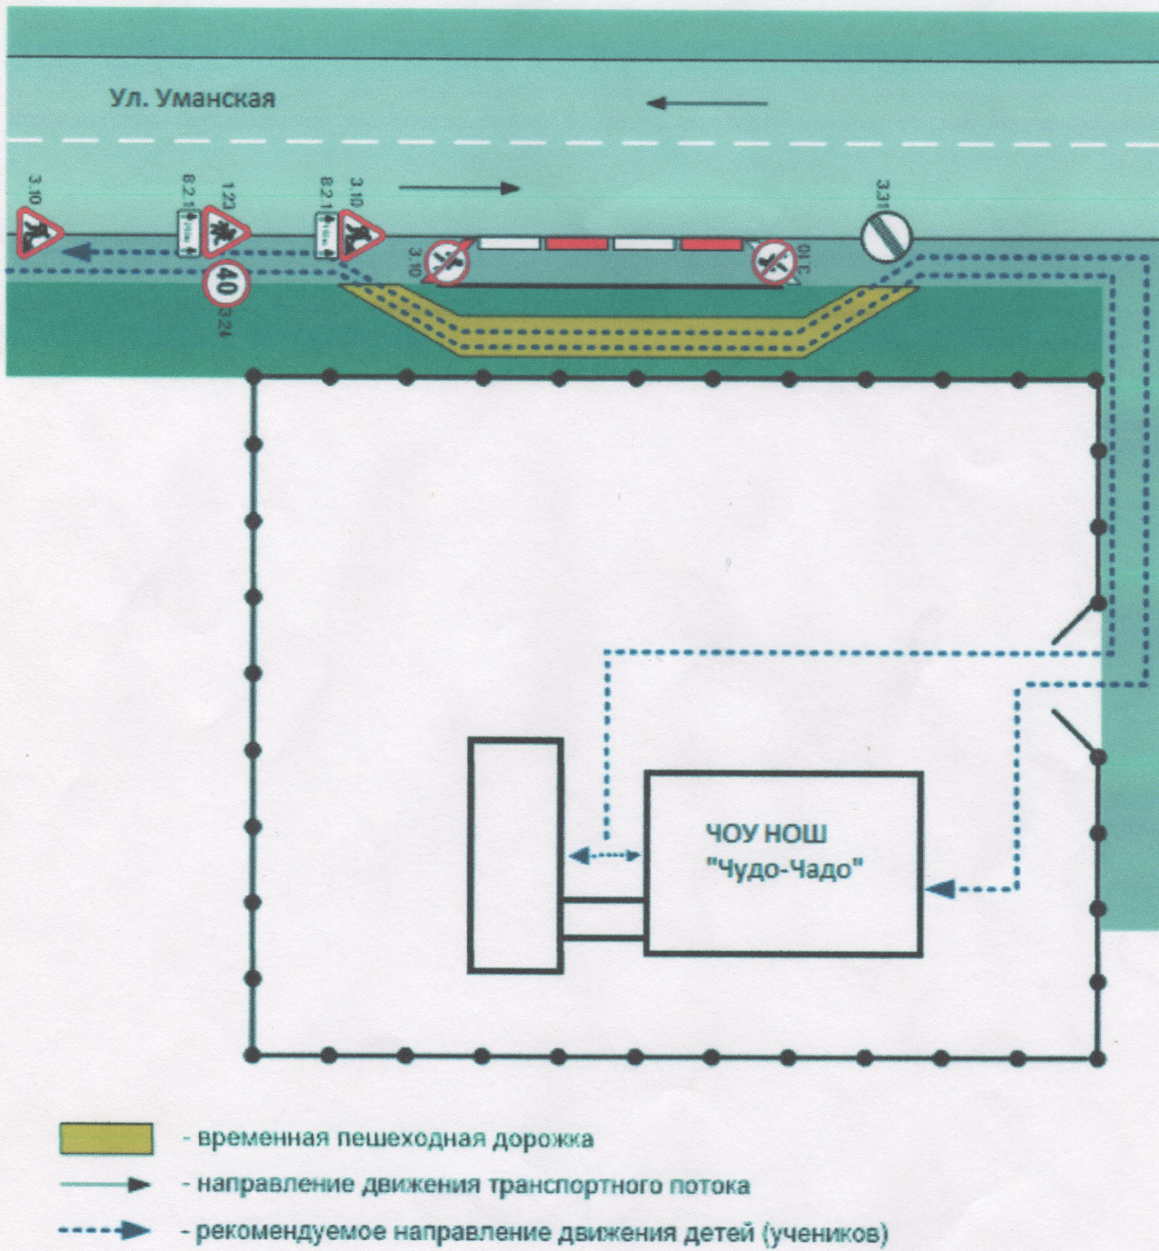 Ул. Уманская
3.10
8.2.1
1.23
8.2.1
3.10
3.31
3.10
3.10
40
3.24
ЧОУ НОШ
"Чудо-Чадо"
- временная пешеходная дорожка
- направление движения транспортного потока
- рекомендуемое направление движения детей (учеников)